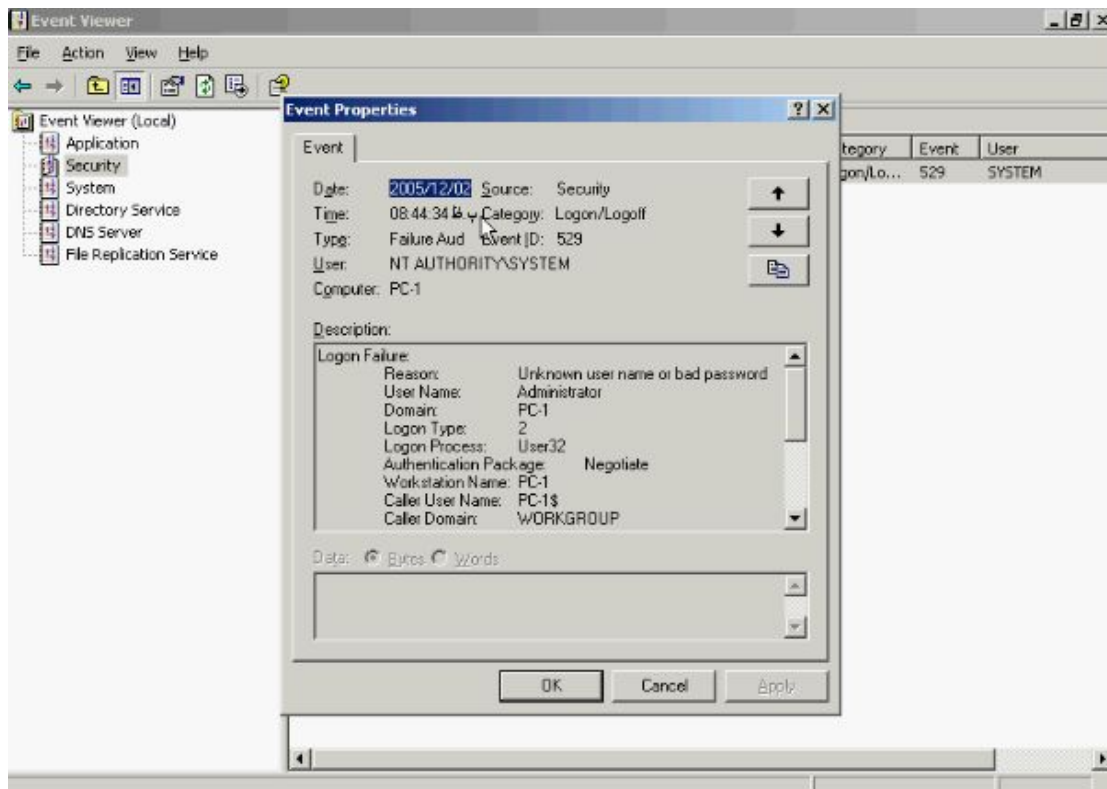 Event Viewer
File Action View Help
Event Viewer (Local)
Application
Security
System
Directory Service
DNS Server
File Replication Service
tegory Event User
gon/Lo... 529 SYSTEM
Event Properties
Event
Date: 2005/12/02 Source: Security
Time: 08:44:34 ب.ظ Category: Logon/Logoff
Type: Failure Aud Event ID: 529
User: NT AUTHORITY\SYSTEM
Computer: PC-1
Description:
Logon Failure:
Reason: Unknown user name or bad password
User Name: Administrator
Domain: PC-1
Logon Type: 2
Logon Process: User32
Authentication Package: Negotiate
Workstation Name: PC-1
Caller User Name: PC-1$
Caller Domain: WORKGROUP
Data: Bytes Words
OK Cancel Apply